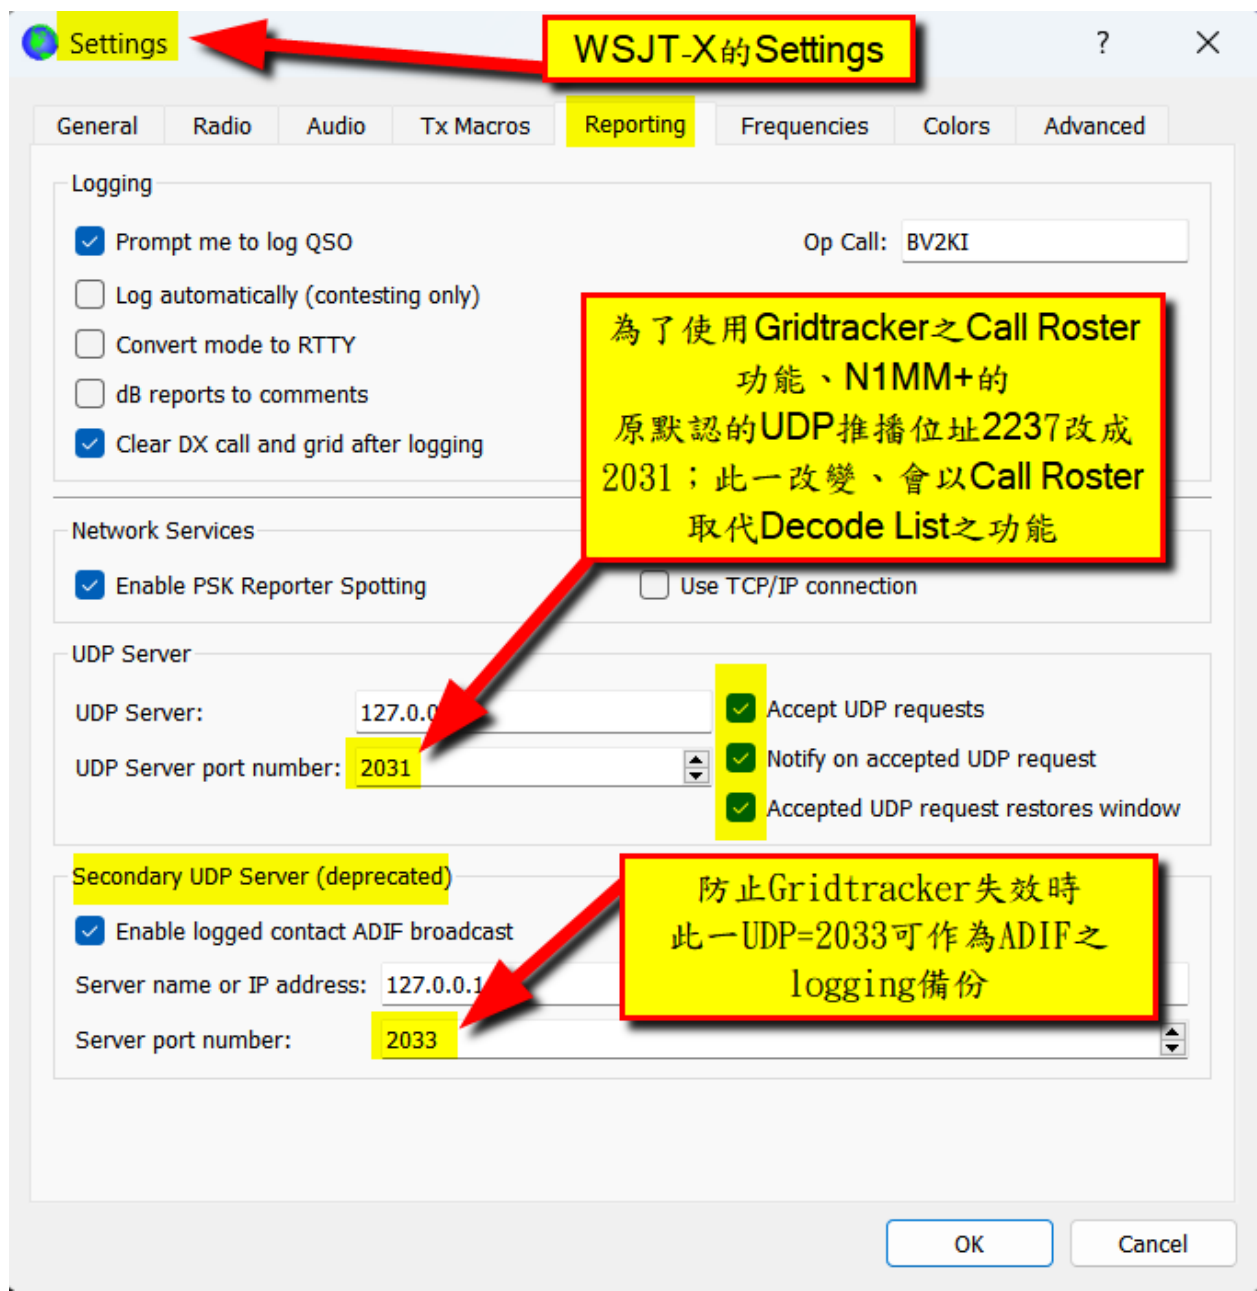 Settings
WSJT-X的Settings
?
General Radio Audio Tx Macros Reporting Frequencies Colors Advanced
Logging
Prompt me to log QSO
Op Call: BV2KI
Log automatically (contesting only)
Convert mode to RTTY
dB reports to comments
Clear DX call and grid after logging
為了使用Gridtracker之Call Roster
功能、N1MM+的
原默認的UDP推播位址2237改成
2031；此一改變、會以Call Roster
取代Decode List之功能
Network Services
Enable PSK Reporter Spotting
Use TCP/IP connection
UDP Server
UDP Server: 127.0.0
Accept UDP requests
UDP Server port number: 2031
Notify on accepted UDP request
Accepted UDP request restores window
Secondary UDP Server (deprecated)
Enable logged contact ADIF broadcast
Server name or IP address: 127.0.0.1
Server port number: 2033
防止Gridtracker失效時
此一UDP=2033可作為ADIF之
logging備份
OK Cancel